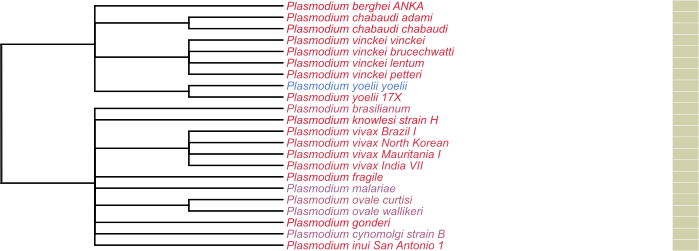 Plasmodium berghei ANKA
Plasmodium chabaudi adami
Plasmodium chabaudi chabaudi
Plasmodium vinckei vinckei
Plasmodium vinckei brucechwatti
Plasmodium vinckei lentum
Plasmodium vinckei petteri
Plasmodium yoelii yoelii
Plasmodium yoelii 17X
Plasmodium brasilianum
Plasmodium knowlesi strain H
Plasmodium vivax Brazil I
Plasmodium vivax North Korean
Plasmodium vivax Mauritania I
Plasmodium vivax India VII
Plasmodium fragile
Plasmodium malariae
Plasmodium ovale curtisi
Plasmodium ovale wallikeri
Plasmodium gonderi
Plasmodium cynomolgi strain B
Plasmodium inui San Antonio 1